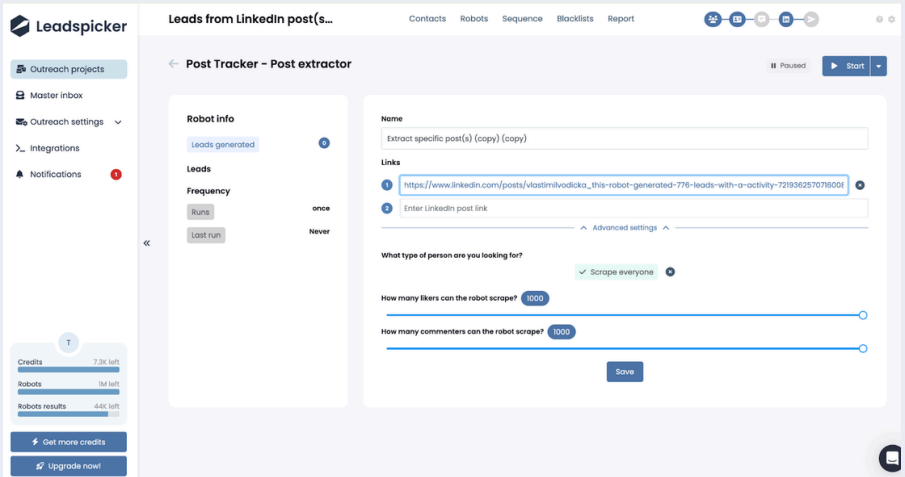 Leadspicker
Leads from LinkedIn post(s...
Contacts Robots Sequence Blacklists Report
Outreach projects
Master inbox
Outreach settings
Integrations
Notifications 1
T
Credits 7.3K left
Robots 1M left
Robots results 44K left
Get more credits
Upgrade now!
Post Tracker - Post extractor
Paused
Start
Robot info
Leads generated 0
Leads
Frequency
Runs once
Last run Never
Name
Extract specific post(s) (copy) (copy)
Links
1 https://www.linkedin.com/posts/vlastimilvodicka_this-robot-generated-776-leads-with-a-activity-7219362570716008
2 Enter LinkedIn post link
Advanced settings
What type of person are you looking for?
Scrape everyone
How many likers can the robot scrape? 1000
How many commenters can the robot scrape? 1000
Save